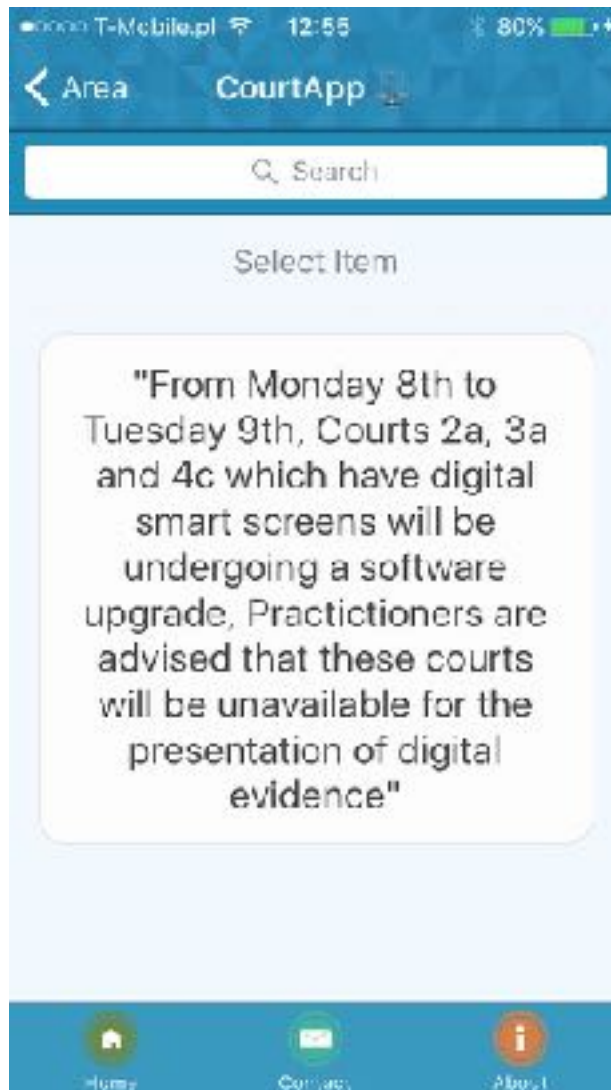 T-Mobile.pl 12:55 80%
Area CourtApp
Search
Select Item
"From Monday 8th to
Tuesday 9th, Courts 2a, 3a
and 4c which have digital
smart screens will be
undergoing a software
upgrade, Practictioners are
advised that these courts
will be unavailable for the
presentation of digital
evidence"
Home Contact About